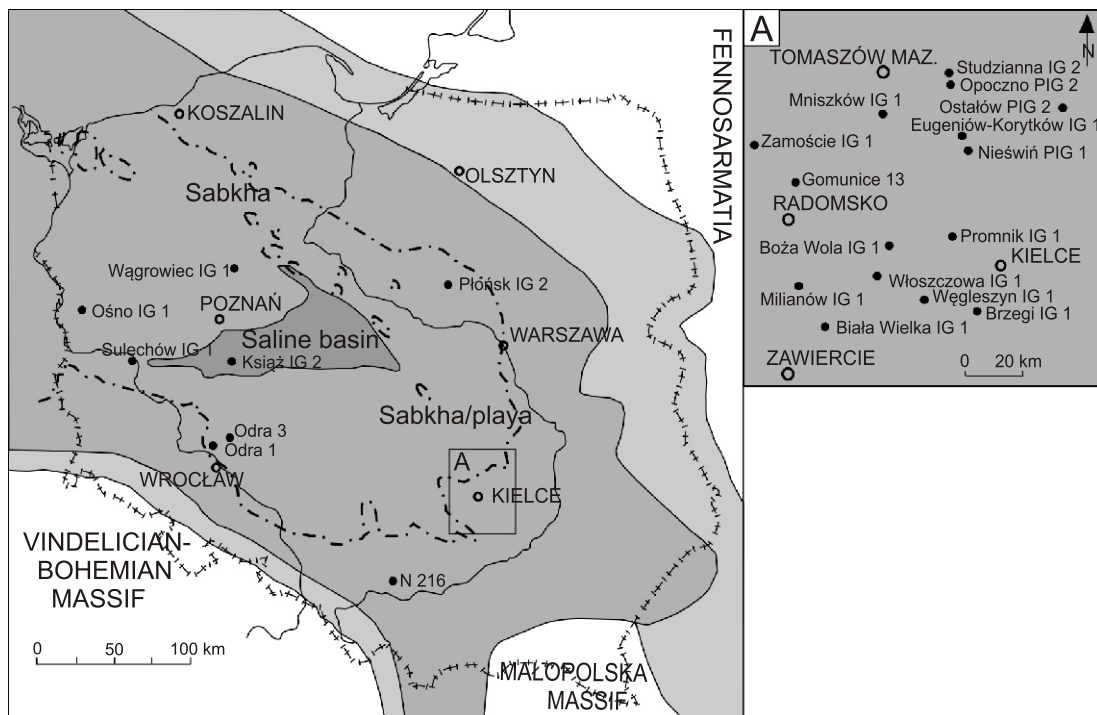 KOSZALIN
OLSZTYN
FENNOSARMATIA
Sabkha
Wągrowiec IG 1
POZNAŃ
Płońsk IG 2
Ośno IG 1
Saline basin
WARSZAWA
Sulechów IG 1
Książ IG 2
Sabkha/playa
Odra 3
Odra 1
WROCŁAW
A
KIELCE
VINDELICIAN-
BOHEMIAN
MASSIF
N 216
MAŁOPOLSKA
MASSIF
0 50 100 km
A
N
TOMASZÓW MAZ.
Studzianna IG 2
Opoczno PIG 2
Mniszków IG 1
Ostałów PIG 2
Eugeniów-Korytków IG 1
Zamoście IG 1
Nieświń PIG 1
Gomunice 13
RADOMSKO
Promnik IG 1
Boża Wola IG 1
KIELCE
Włoszczowa IG 1
Milianów IG 1
Węgleszyn IG 1
Brzegi IG 1
Biała Wielka IG 1
ZAWIERCIE
0 20 km